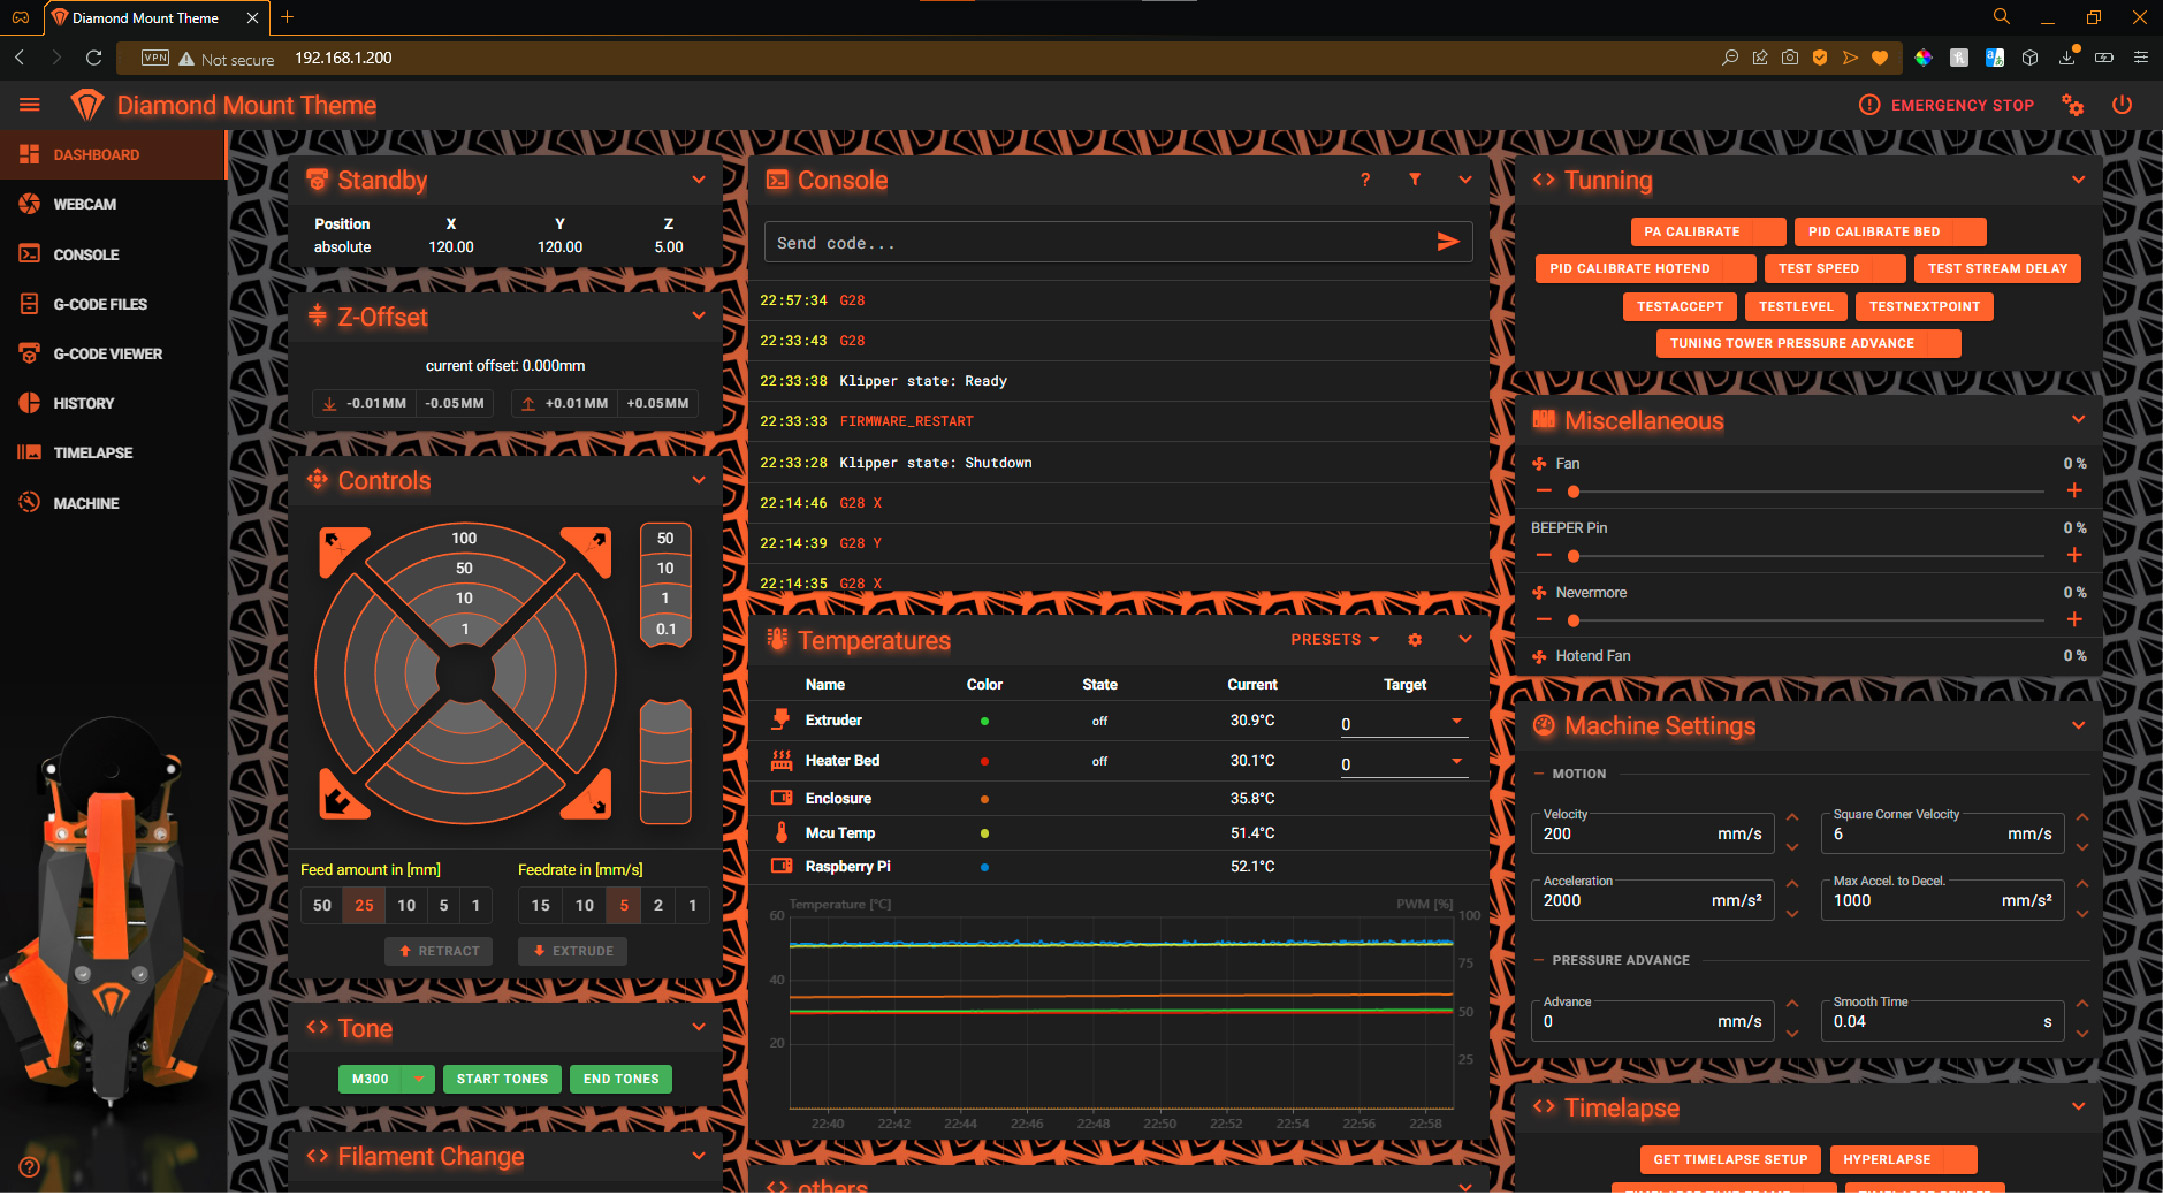 Diamond Mount Theme
VPN Not secure 192.168.1.200
Diamond Mount Theme
EMERGENCY STOP
DASHBOARD
WEBCAM
CONSOLE
G-CODE FILES
G-CODE VIEWER
HISTORY
TIMELAPSE
MACHINE
Standby
Position X Y Z
absolute 120.00 120.00 5.00
Z-Offset
current offset: 0.000mm
-0.01MM -0.05MM +0.01MM +0.05MM
Controls
100
50
10
1
50
10
1
0.1
Feed amount in [mm] Feedrate in [mm/s]
50 25 10 5 1 15 10 5 2 1
RETRACT EXTRUDE
Tone
M300 START TONES END TONES
Filament Change
Console
Send code...
22:57:34 G28
22:33:43 G28
22:33:38 Klipper state: Ready
22:33:33 FIRMWARE_RESTART
22:33:28 Klipper state: Shutdown
22:14:46 G28 X
22:14:39 G28 Y
22:14:35 G28 X
Temperatures PRESETS
Name Color State Current Target
Extruder off 30.9°C 0
Heater Bed off 30.1°C 0
Enclosure 35.8°C
Mcu Temp 51.4°C
Raspberry Pi 52.1°C
Temperature [°C] PWM [%]
60 100
75
40
50
20
25
22:40 22:42 22:44 22:46 22:48 22:50 22:52 22:54 22:56 22:58
others
Tunning
PA CALIBRATE PID CALIBRATE BED
PID CALIBRATE HOTEND TEST SPEED TEST STREAM DELAY
TESTACCEPT TESTLEVEL TESTNEXTPOINT
TUNING TOWER PRESSURE ADVANCE
Miscellaneous
Fan 0 %
BEEPER Pin 0 %
Nevermore 0 %
Hotend Fan 0 %
Machine Settings
MOTION
Velocity Square Corner Velocity
200 mm/s 6 mm/s
Acceleration Max Accel. to Decel.
2000 mm/s² 1000 mm/s²
PRESSURE ADVANCE
Advance Smooth Time
0 mm/s 0.04 s
Timelapse
GET TIMELAPSE SETUP HYPERLAPSE